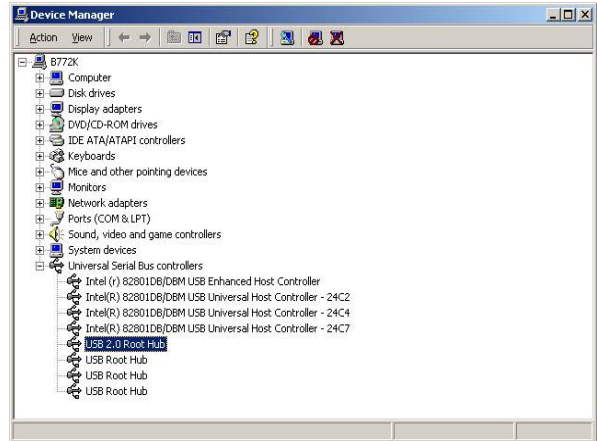 Device Manager
Action View
B772K
Computer
Disk drives
Display adapters
DVD/CD-ROM drives
IDE ATA/ATAPI controllers
Keyboards
Mice and other pointing devices
Monitors
Network adapters
Ports (COM & LPT)
Sound, video and game controllers
System devices
Universal Serial Bus controllers
Intel (r) 82801DB/DBM USB Enhanced Host Controller
Intel(R) 82801DB/DBM USB Universal Host Controller - 24C2
Intel(R) 82801DB/DBM USB Universal Host Controller - 24C4
Intel(R) 82801DB/DBM USB Universal Host Controller - 24C7
USB 2.0 Root Hub
USB Root Hub
USB Root Hub
USB Root Hub